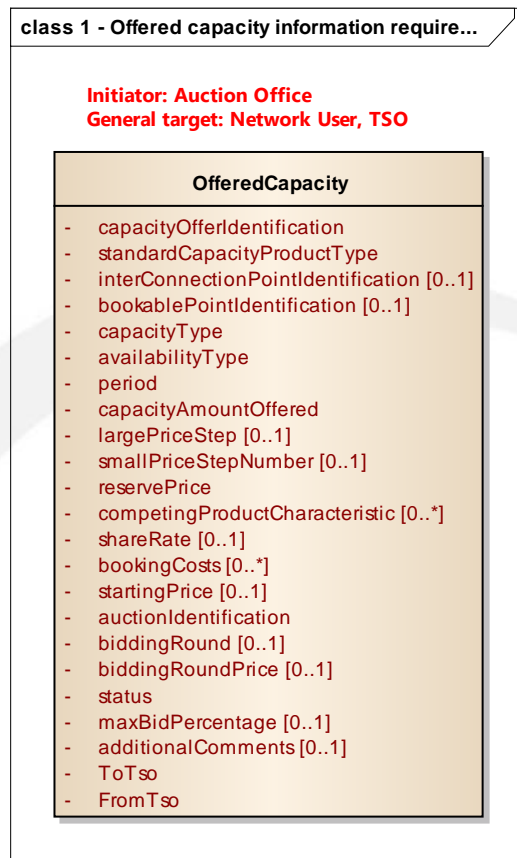 class 1 - Offered capacity information require...
Initiator: Auction Office
General target: Network User, TSO
OfferedCapacity
- capacityOfferIdentification
- standardCapacityProductType
- interConnectionPointIdentification [0..1]
- bookablePointIdentification [0..1]
- capacityType
- availabilityType
- period
- capacityAmountOffered
- largePriceStep [0..1]
- smallPriceStepNumber [0..1]
- reservePrice
- competingProductCharacteristic [0..*]
- shareRate [0..1]
- bookingCosts [0..*]
- startingPrice [0..1]
- auctionIdentification
- biddingRound [0..1]
- biddingRoundPrice [0..1]
- status
- maxBidPercentage [0..1]
- additionalComments [0..1]
- ToTso
- FromTso